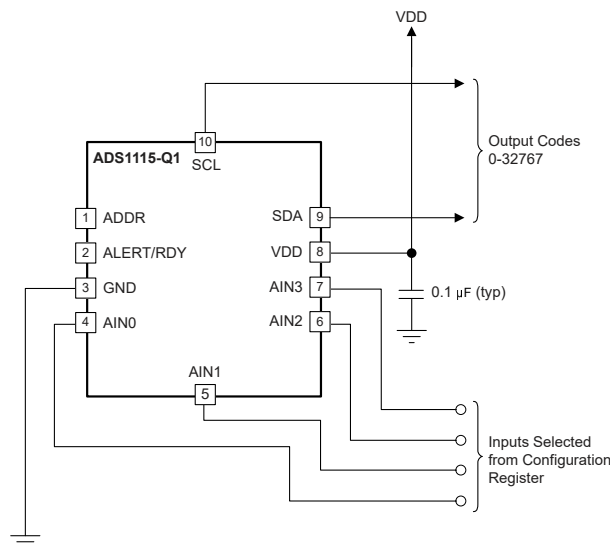 VDD
10
ADS1115-Q1
SCL
Output Codes
0-32767
1 ADDR
SDA 9
2 ALERT/RDY
VDD 8
3 GND
AIN3 7
0.1 µF (typ)
4 AIN0
AIN2 6
AIN1
5
Inputs Selected
from Configuration
Register